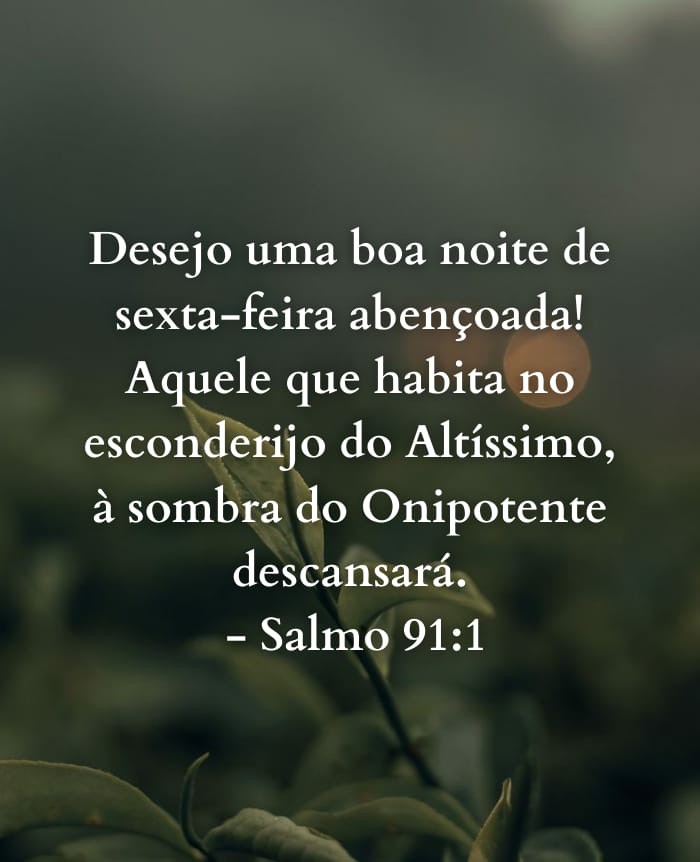 Desejo uma boa noite de
sexta-feira abençoada!
Aquele que habita no
esconderijo do Altíssimo,
à sombra do Onipotente
descansará.
- Salmo 91:1